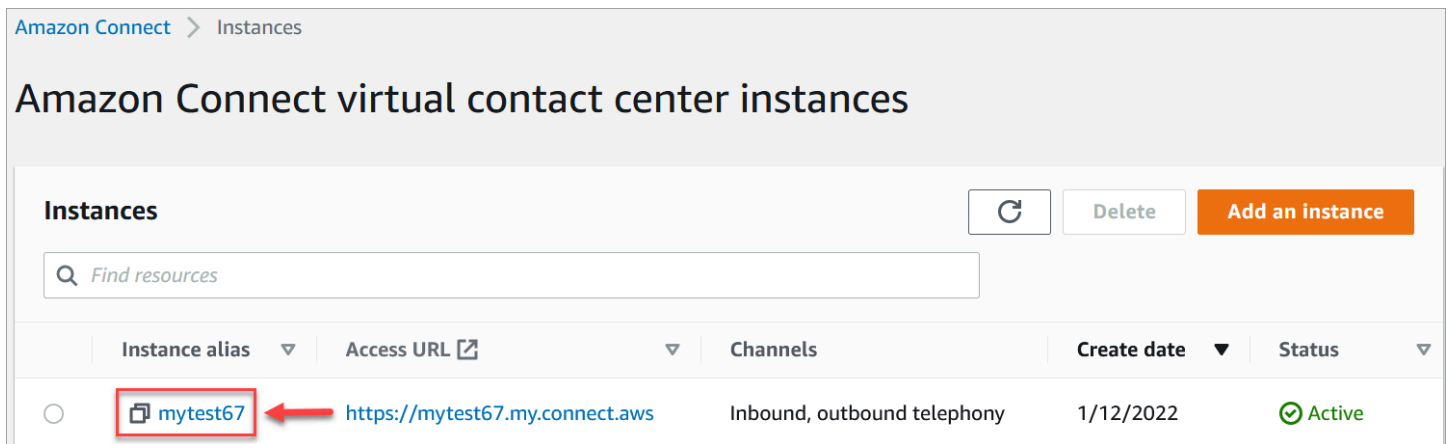 Amazon Connect > Instances
Amazon Connect virtual contact center instances
Instances Delete Add an instance
Find resources
Instance alias Access URL Channels Create date Status
mytest67 https://mytest67.my.connect.aws Inbound, outbound telephony 1/12/2022 Active